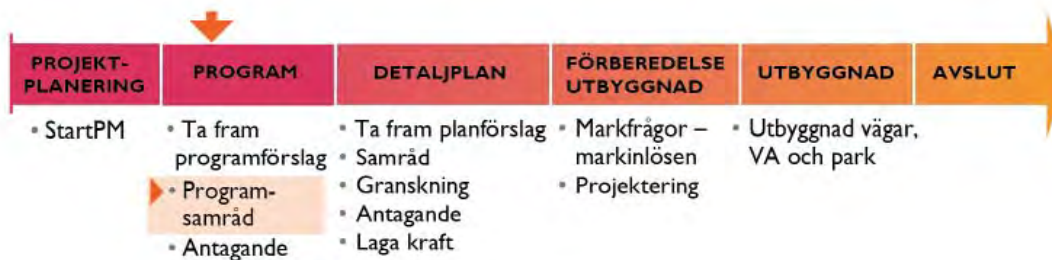 PROJEKT-
PLANERING
PROGRAM
DETALJPLAN
FÖRBEREDELSE
UTBYGGNAD
UTBYGGNAD
AVSLUT
• StartPM
• Ta fram
programförslag
• Program-
samråd
• Antagande
• Ta fram planförslag
• Samråd
• Granskning
• Antagande
• Laga kraft
• Markfrågor –
markinlösen
• Projektering
• Utbyggnad vägar,
VA och park